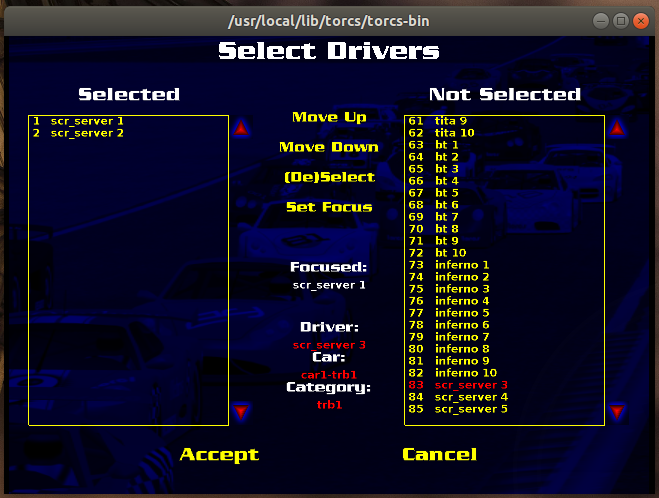 /usr/local/lib/torcs/torcs-bin
Select Drivers
Selected
1 scr_server 1
2 scr_server 2
Move Up
Move Down
(De)Select
Set Focus
Focused:
scr_server 1
Driver:
scr_server 3
Car:
car1-trb1
Category:
trb1
Not Selected
61 tita 9
62 tita 10
63 bt 1
64 bt 2
65 bt 3
66 bt 4
67 bt 5
68 bt 6
69 bt 7
70 bt 8
71 bt 9
72 bt 10
73 inferno 1
74 inferno 2
75 inferno 3
76 inferno 4
77 inferno 5
78 inferno 6
79 inferno 7
80 inferno 8
81 inferno 9
82 inferno 10
83 scr_server 3
84 scr_server 4
85 scr_server 5
Accept
Cancel